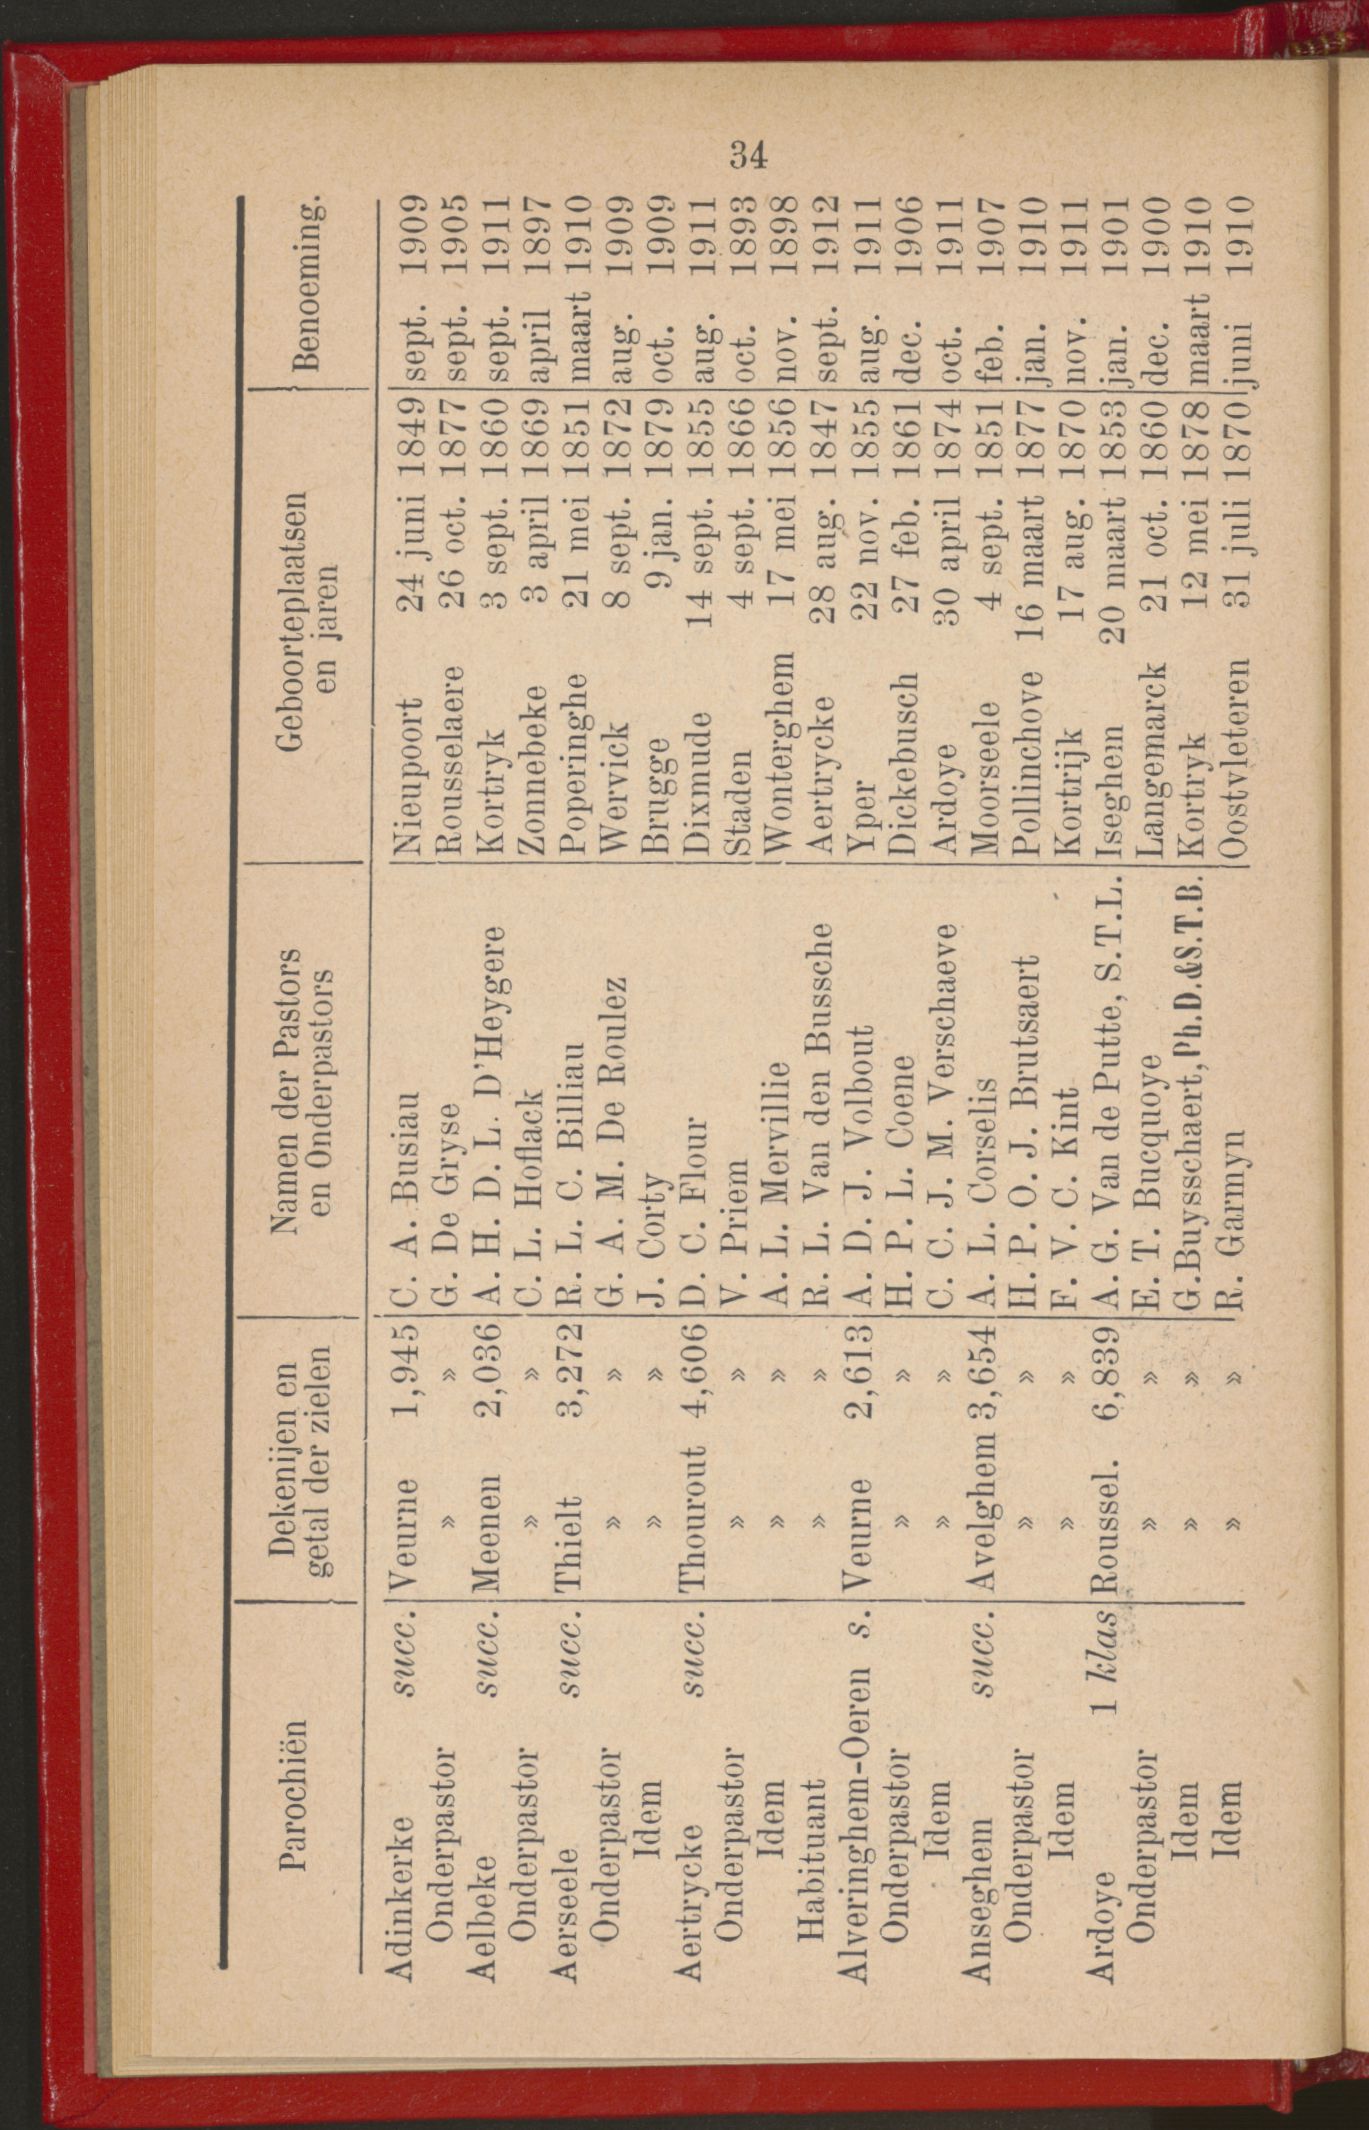 34
Parochiën Dekenijen en getal der zielen Namen der Pastors en Onderpastors Geboorteplaatsen en jaren Benoeming.
Adinkerke succ. Veurne 1,945 C. A. Busiau Nieupoort 24 juni 1849 sept. 1909
Onderpastor » » G. De Gryse Rousselaere 26 oct. 1877 sept. 1905
Aelbeke succ. Meenen 2,036 A. H. D. L. D'Heygere Kortryk 3 sept. 1860 sept. 1911
Onderpastor » » C. L. Hoflack Zonnebeke 3 april 1869 april 1897
Aerseele succ. Thielt 3,272 R. L. C. Billiau Poperinghe 21 mei 1851 maart 1910
Onderpastor » » G. A. M. De Roulez Wervick 8 sept. 1872 aug. 1909
Idem » » J. Corty Brugge 9 jan. 1879 oct. 1909
Aertrycke succ. Thourout 4,606 D. C. Flour Dixmude 14 sept. 1855 aug. 1911
Onderpastor » » V. Priem Staden 4 sept. 1866 oct. 1893
Idem » » A. L. Mervillie Wonterghem 17 mei 1856 nov. 1898
Habituant » » R. L. Van den Bussche Aertrycke 28 aug. 1847 sept. 1912
Alveringhem-Oeren s. Veurne 2,613 A. D. J. Volbout Yper 22 nov. 1855 aug. 1911
Onderpastor » » H. P. L. Coene Dickebusch 27 feb. 1861 dec. 1906
Idem » » C. C. J. M. Verschaeve Ardoye 30 april 1874 oct. 1911
Anseghem succ. Avelghem 3,654 A. L. Corselis Moorseele 4 sept. 1851 feb. 1907
Onderpastor » » H. P. O. J. Brutsaert Pollinchove 16 maart 1877 jan. 1910
Idem » » F. V. C. Kint Kortrijk 17 aug. 1870 nov. 1911
Ardoye 1 klas Roussel. 6,839 A. G. Van de Putte, S.T.L. Iseghem 20 maart 1853 jan. 1901
Onderpastor » » E. T. Bucquoye Langemarck 21 oct. 1860 dec. 1900
Idem » » G. Buysschaert, Ph.D.&S.T.B. Kortryk 12 mei 1878 maart 1910
Idem » » R. Garmyn Oostvleteren 31 juli 1870 juni 1910